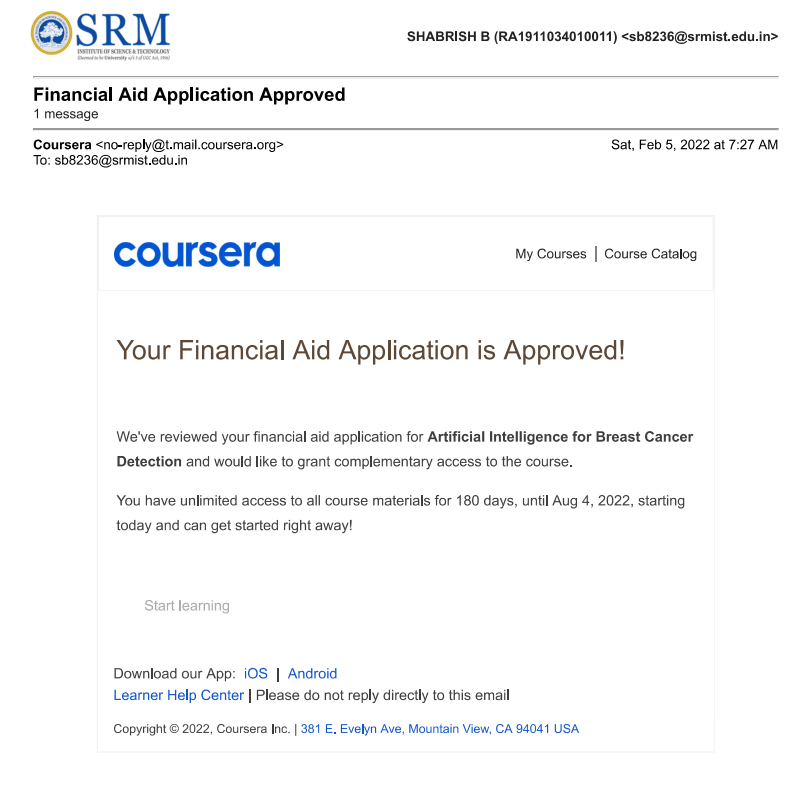 SRM
INSTITUTE OF SCIENCE & TECHNOLOGY
(Deemed to be University u/s 3 of UGC Act, 1956)
SHABRISH B (RA1911034010011) <sb8236@srmist.edu.in>
Financial Aid Application Approved
1 message
Coursera <no-reply@t.mail.coursera.org>
Sat, Feb 5, 2022 at 7:27 AM
To: sb8236@srmist.edu.in
coursera
My Courses | Course Catalog
Your Financial Aid Application is Approved!
We've reviewed your financial aid application for Artificial Intelligence for Breast Cancer
Detection and would like to grant complementary access to the course.
You have unlimited access to all course materials for 180 days, until Aug 4, 2022, starting
today and can get started right away!
Start learning
Download our App: iOS | Android
Learner Help Center | Please do not reply directly to this email
Copyright © 2022, Coursera Inc. | 381 E. Evelyn Ave, Mountain View, CA 94041 USA